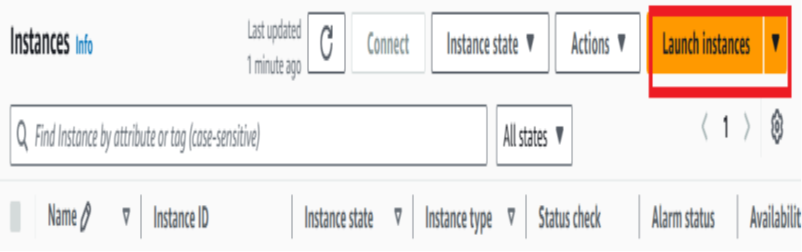 Instances Info
Last updated
1 minute ago
Connect
Instance state
Actions
Launch instances
Find Instance by attribute or tag (case-sensitive)
All states
1
Name
Instance ID
Instance state
Instance type
Status check
Alarm status
Availabilit